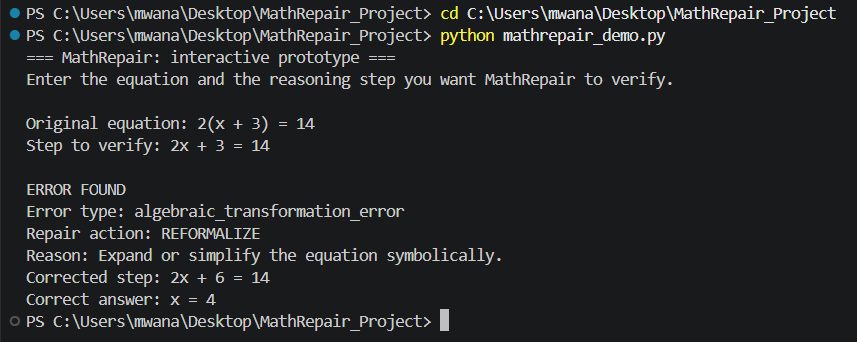 PS C:\Users\mwana\Desktop\MathRepair_Project> cd C:\Users\mwana\Desktop\MathRepair_Project
PS C:\Users\mwana\Desktop\MathRepair_Project> python mathrepair_demo.py
=== MathRepair: interactive prototype ===
Enter the equation and the reasoning step you want MathRepair to verify.
Original equation: 2(x + 3) = 14
Step to verify: 2x + 3 = 14
ERROR FOUND
Error type: algebraic_transformation_error
Repair action: REFORMALIZE
Reason: Expand or simplify the equation symbolically.
Corrected step: 2x + 6 = 14
Correct answer: x = 4
PS C:\Users\mwana\Desktop\MathRepair_Project>